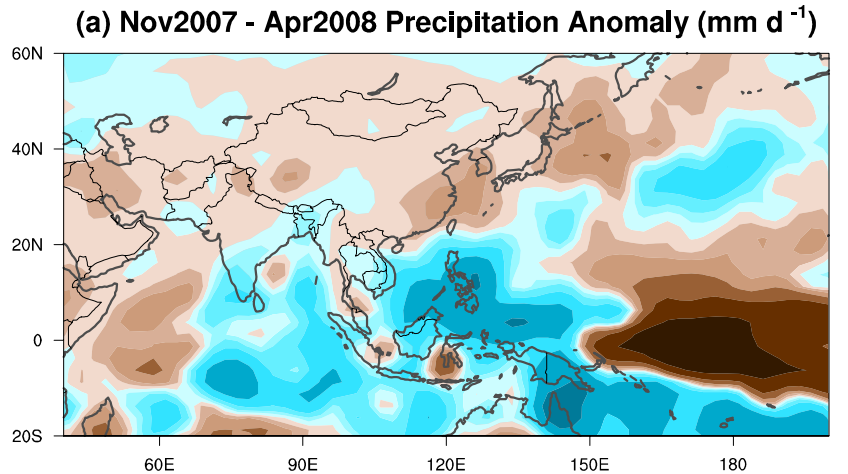 (a) Nov2007 - Apr2008 Precipitation Anomaly (mm d -1)
60N
40N
20N
0
20S
60E
90E
120E
150E
180